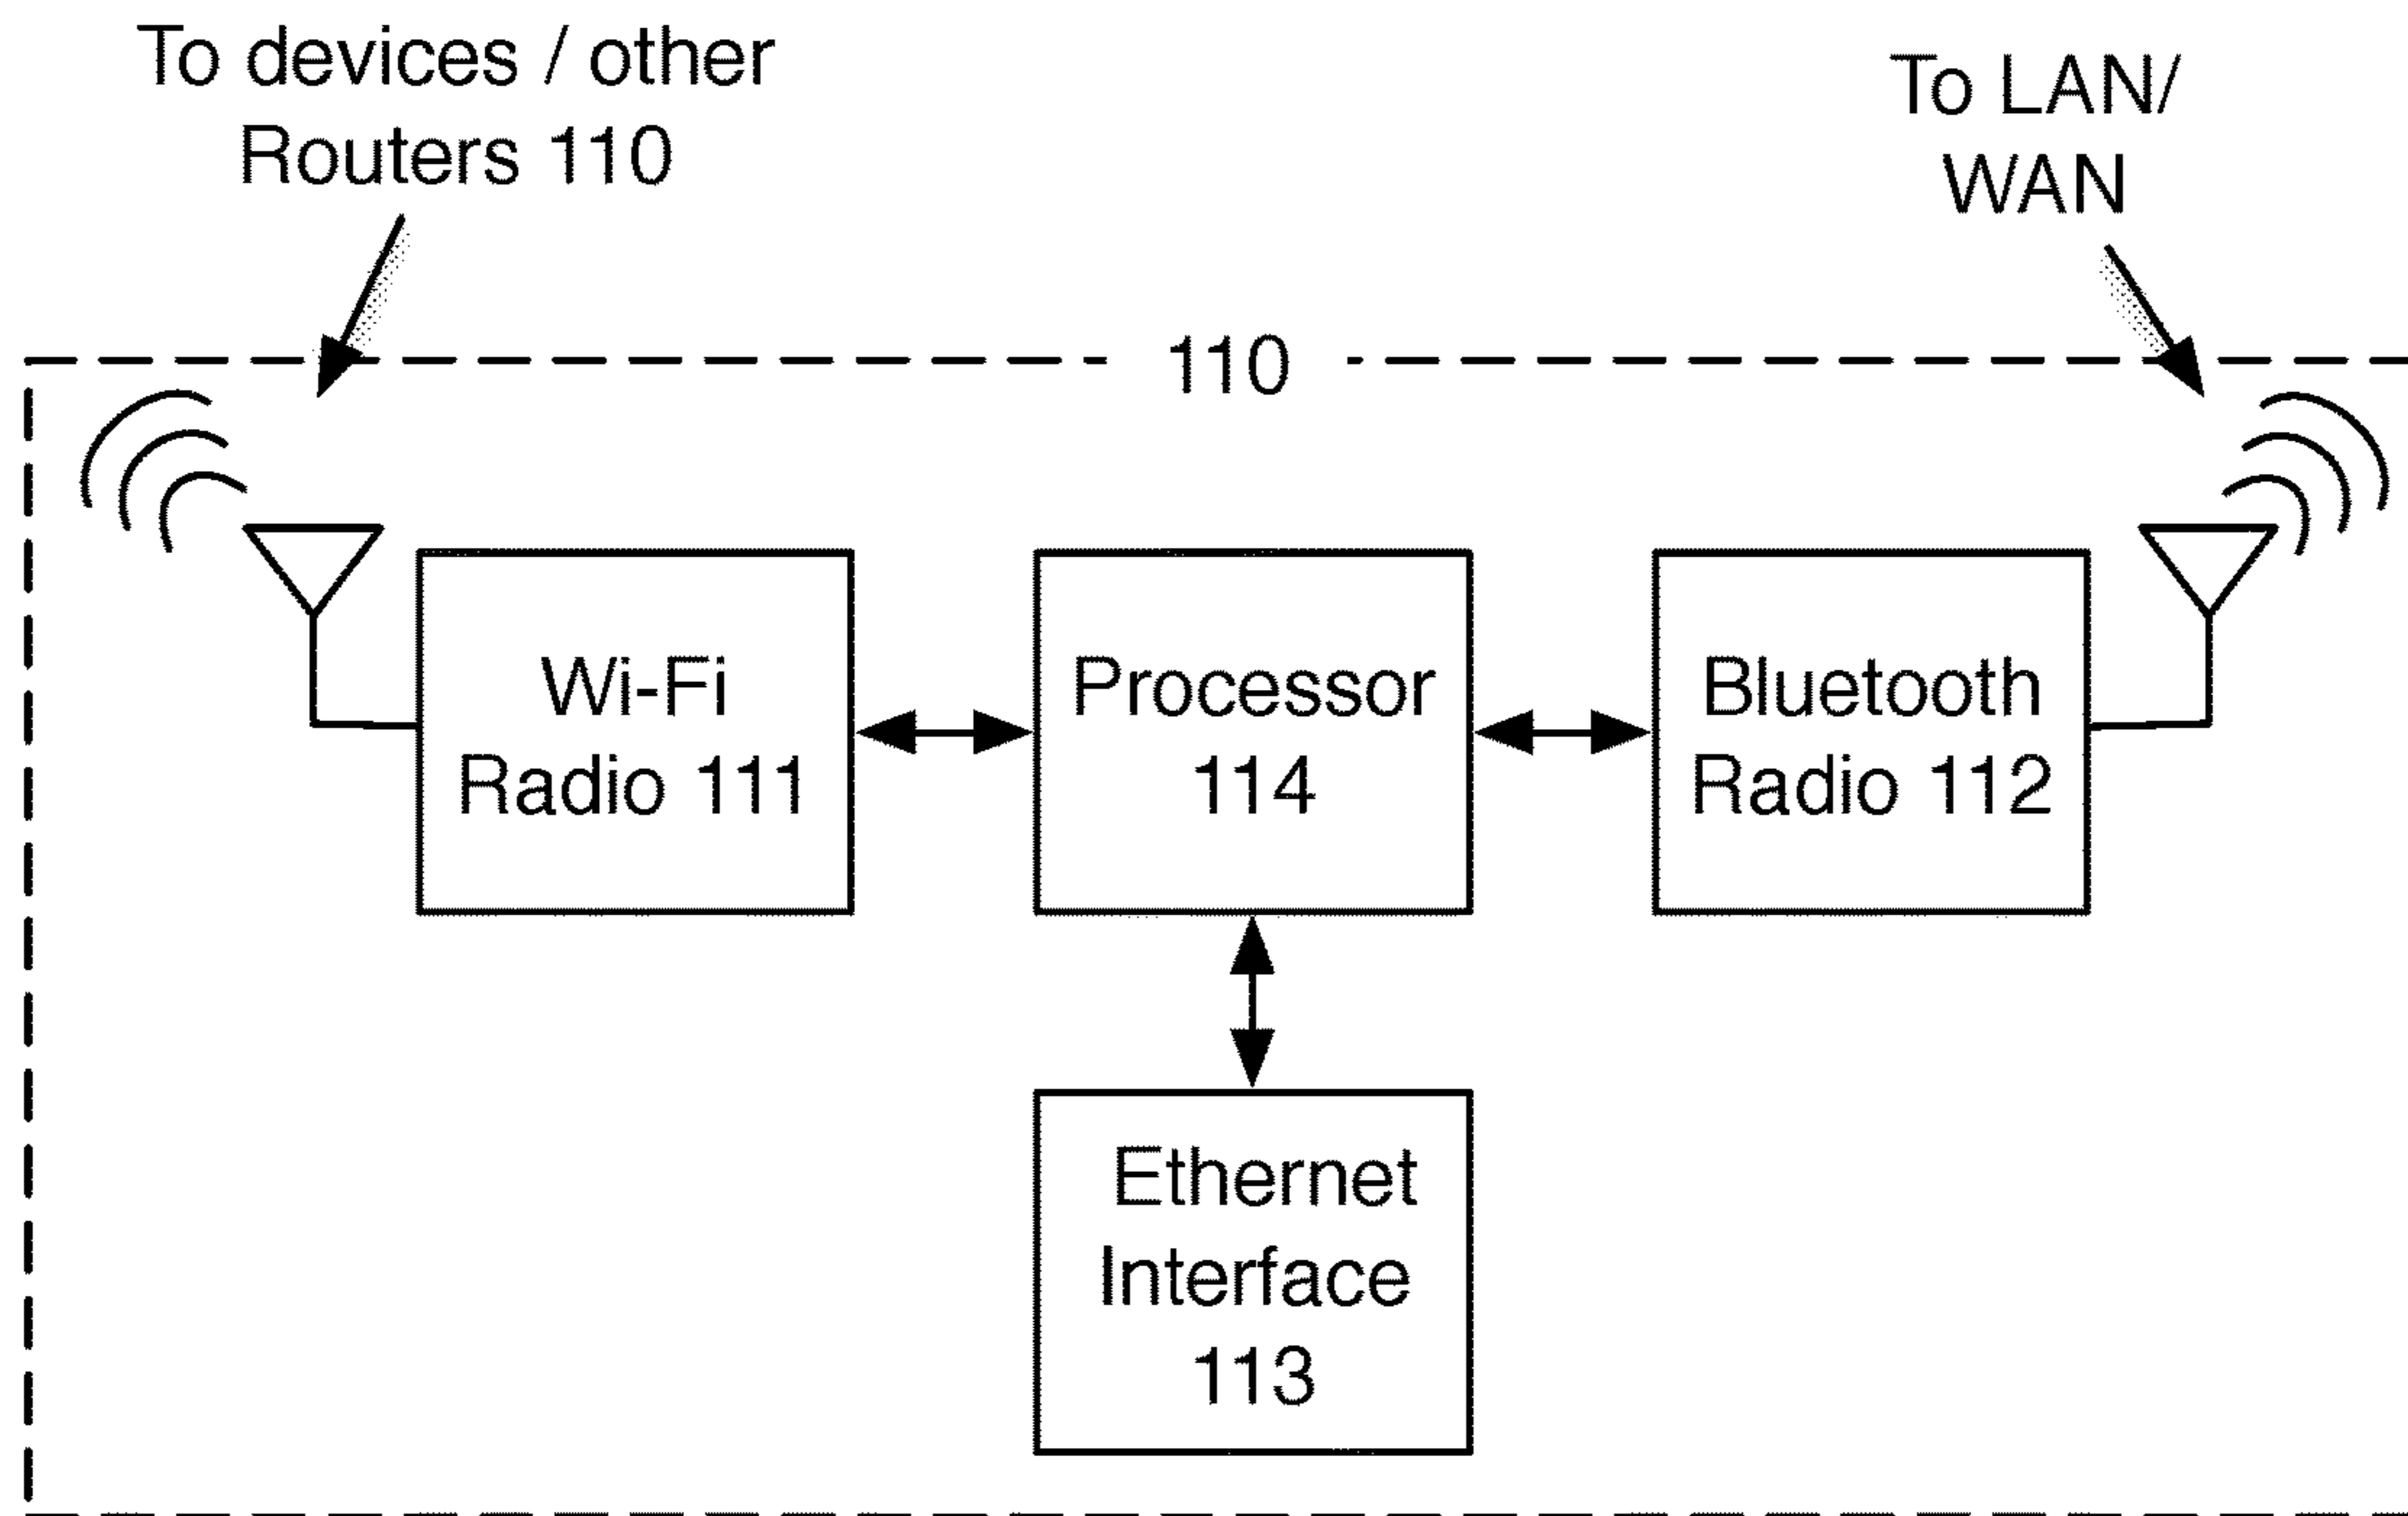 To devices / other
Routers 110
To LAN/
WAN
110
Wi-Fi
Radio 111
Processor
114
Bluetooth
Radio 112
Ethernet
Interface
113